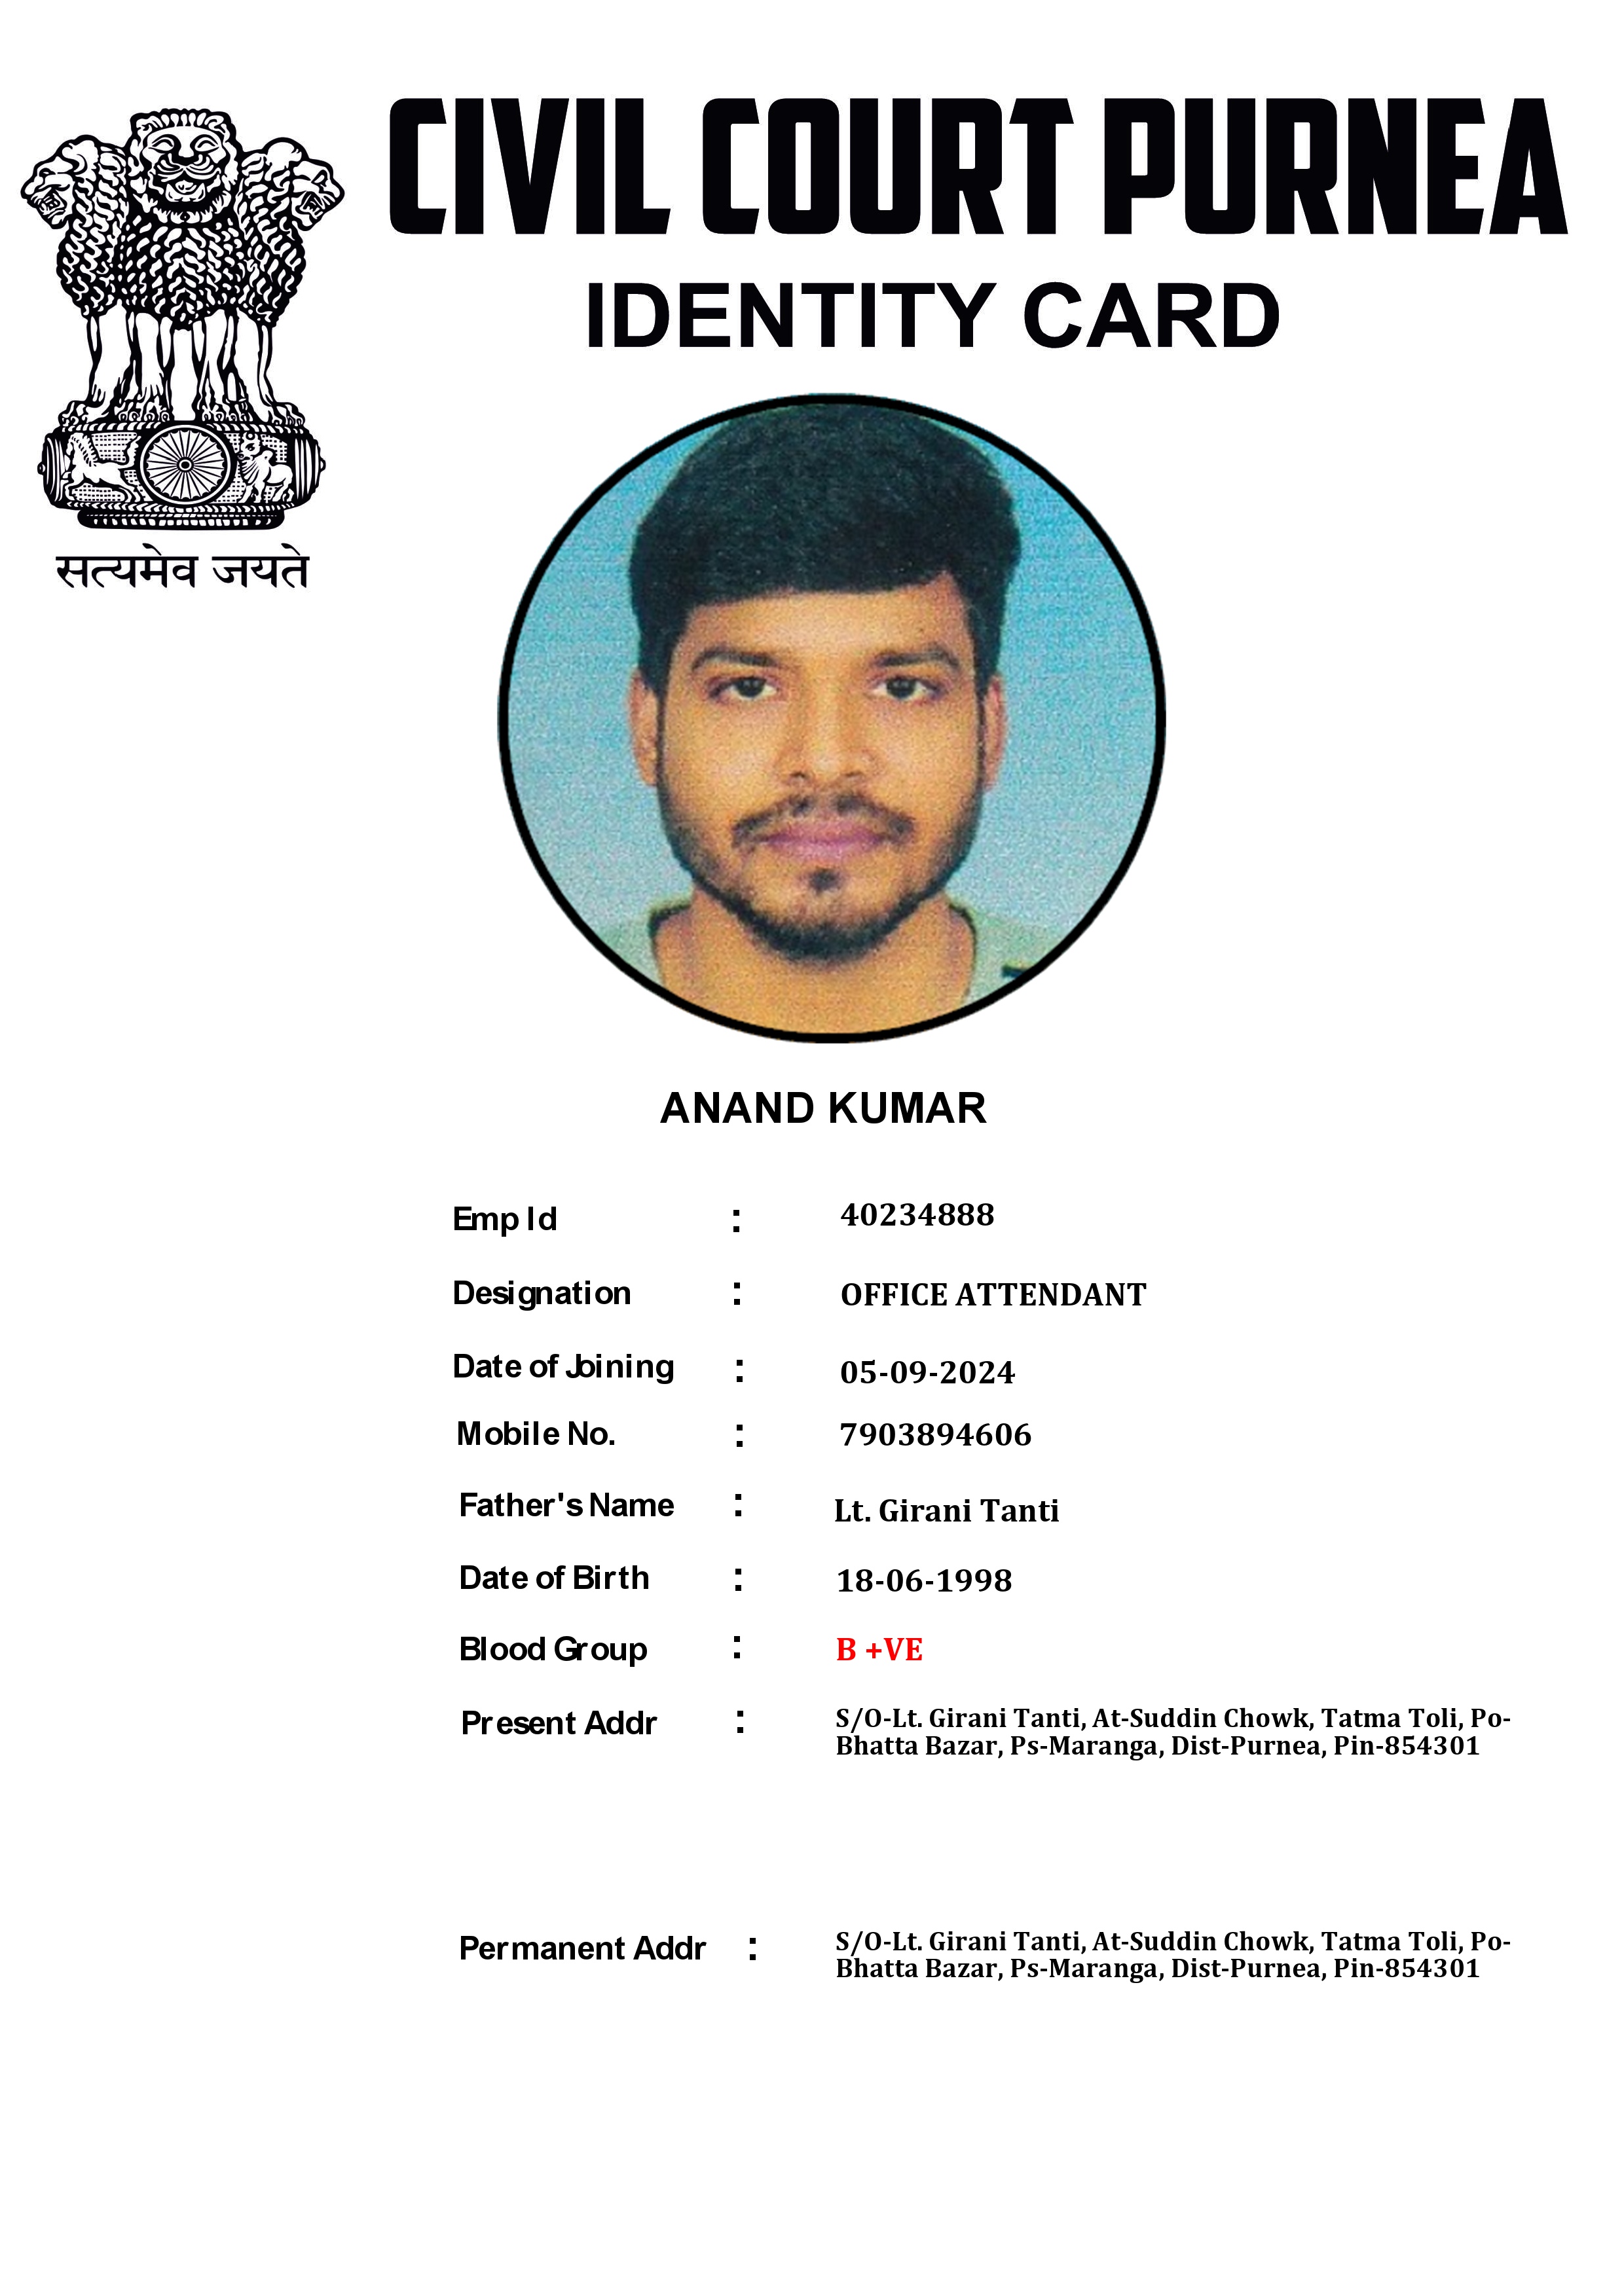 CIVIL COURT PURNEA
IDENTITY CARD
सत्यमेव जयते
ANAND KUMAR
Emp Id : 40234888
Designation : OFFICE ATTENDANT
Date of Joining : 05-09-2024
Mobile No. : 7903894606
Father's Name : Lt. Girani Tanti
Date of Birth : 18-06-1998
Blood Group : B +VE
Present Addr : S/O-Lt. Girani Tanti, At-Suddin Chowk, Tatma Toli, Po-
Bhatta Bazar, Ps-Maranga, Dist-Purnea, Pin-854301
Permanent Addr : S/O-Lt. Girani Tanti, At-Suddin Chowk, Tatma Toli, Po-
Bhatta Bazar, Ps-Maranga, Dist-Purnea, Pin-854301